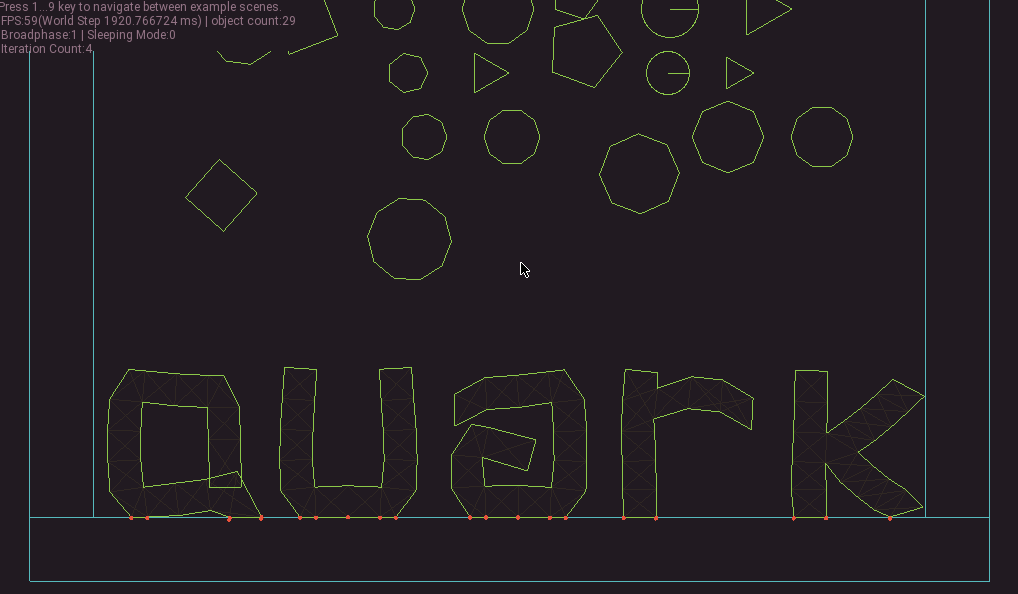 Press 1...9 key to navigate between example scenes.
FPS:59(World Step 1920.766724 ms) | object count:29
Broadphase:1 | Sleeping Mode:0
Iteration Count:4
Quark